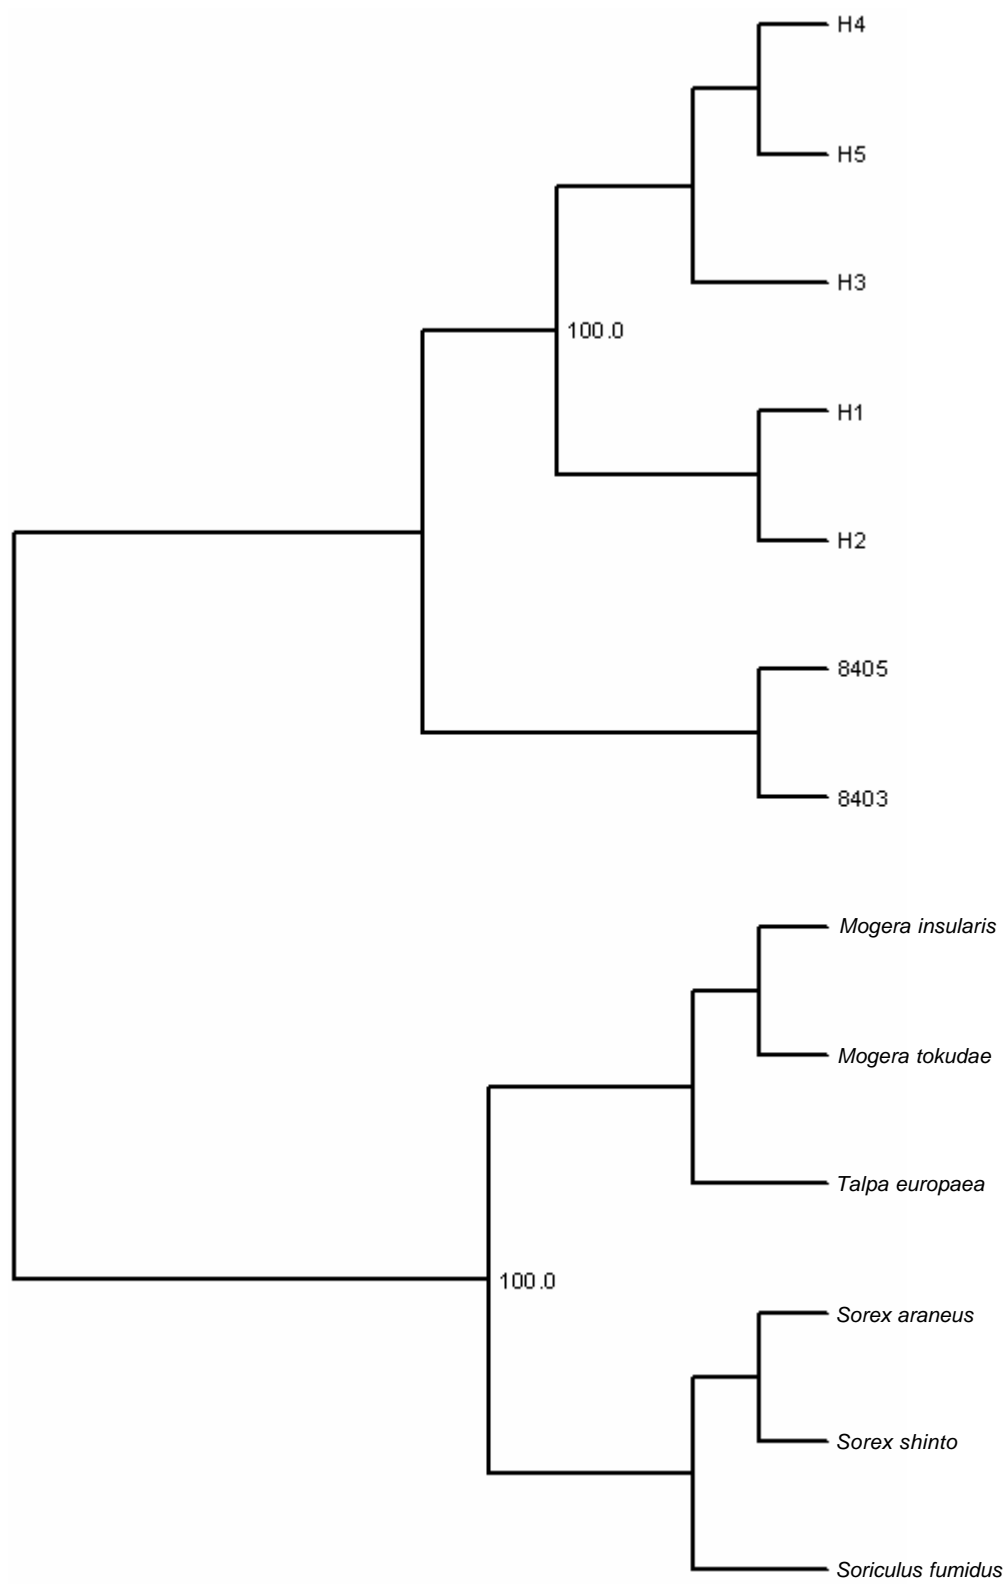 H4
H5
H3
100.0
H1
H2
8405
8403
Mogera insularis
Mogera tokudae
Talpa europaea
100.0
Sorex araneus
Sorex shinto
Soriculus fumidus